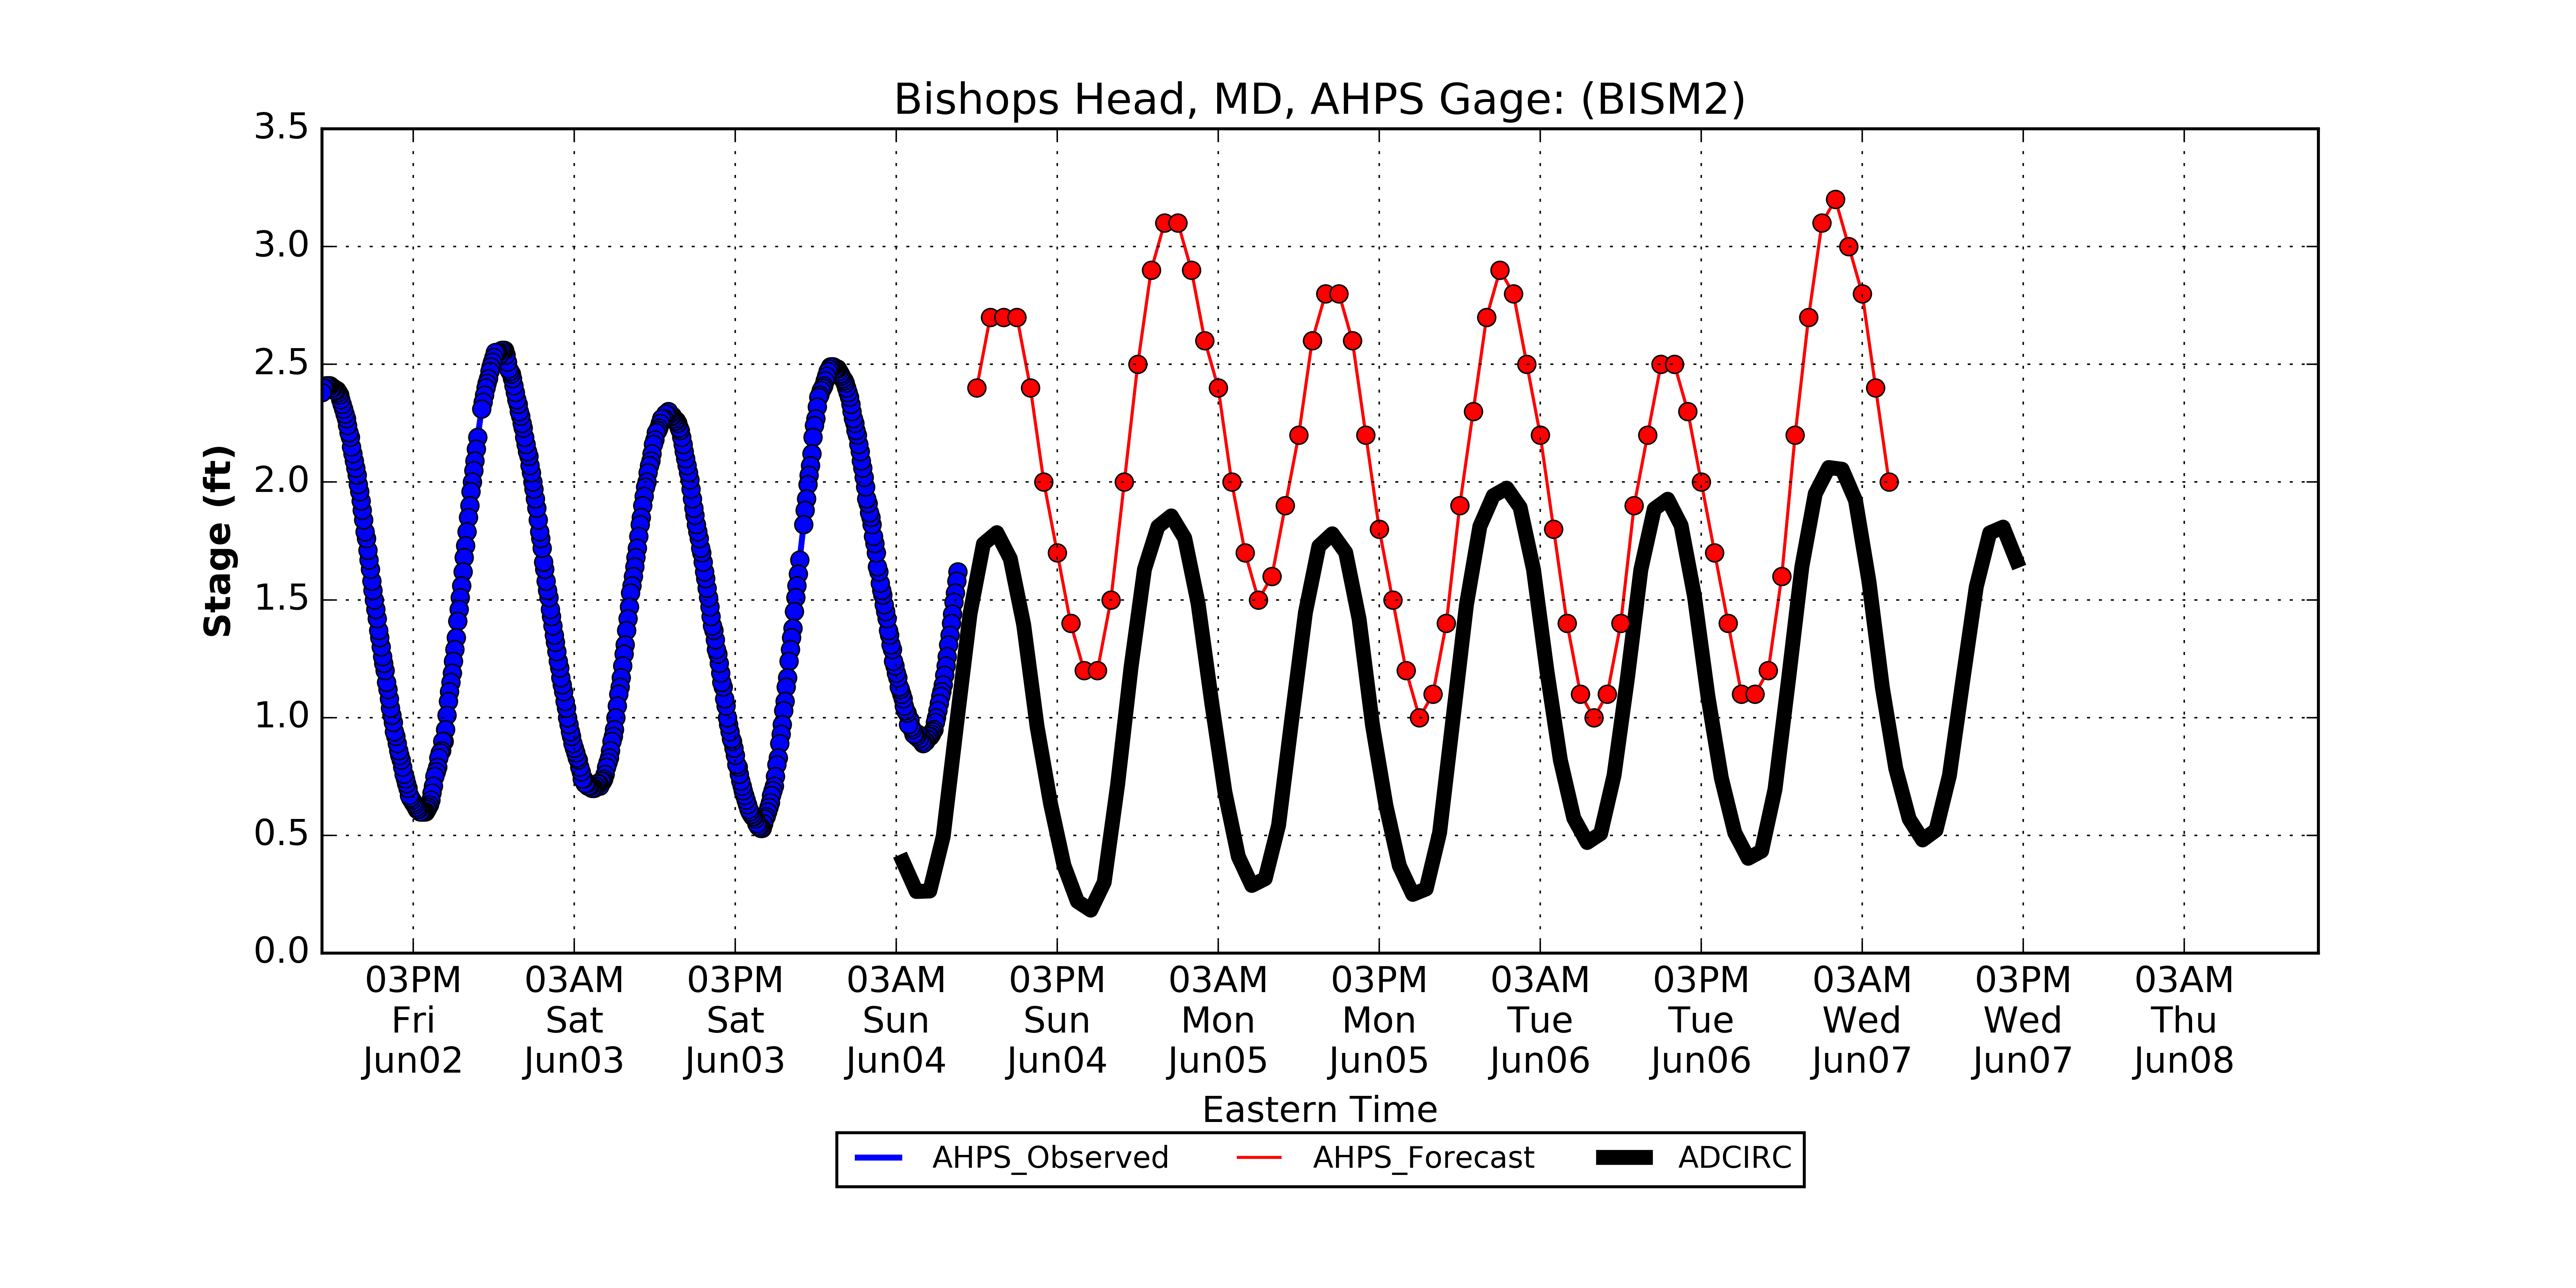 Bishops Head, MD, AHPS Gage: (BISM2)
Stage (ft)
3.5
3.0
2.5
2.0
1.5
1.0
0.5
0.0
03PM 03AM 03PM 03AM 03PM 03AM 03PM 03AM 03PM 03AM 03PM 03AM
Fri Sat Sat Sun Sun Mon Mon Tue Tue Wed Wed Thu
Jun02 Jun03 Jun03 Jun04 Jun04 Jun05 Jun05 Jun06 Jun06 Jun07 Jun07 Jun08
Eastern Time
AHPS_Observed AHPS_Forecast ADCIRC